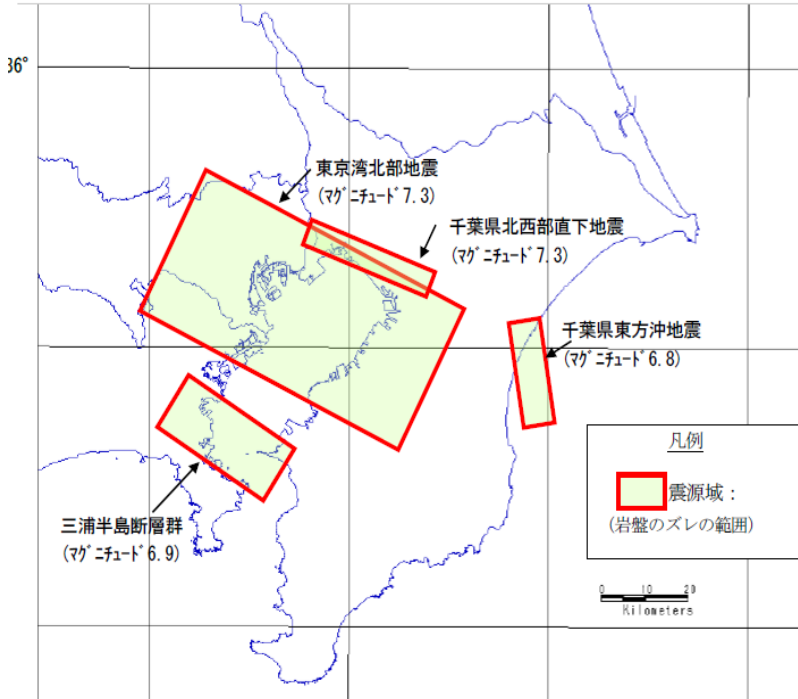 36°
東京湾北部地震
(マグニチュード7.3)
千葉県北西部直下地震
(マグニチュード7.3)
千葉県東方沖地震
(マグニチュード6.8)
三浦半島断層群
(マグニチュード6.9)
凡例
震源域：
(岩盤のズレの範囲)
0 10 20
Kilometers